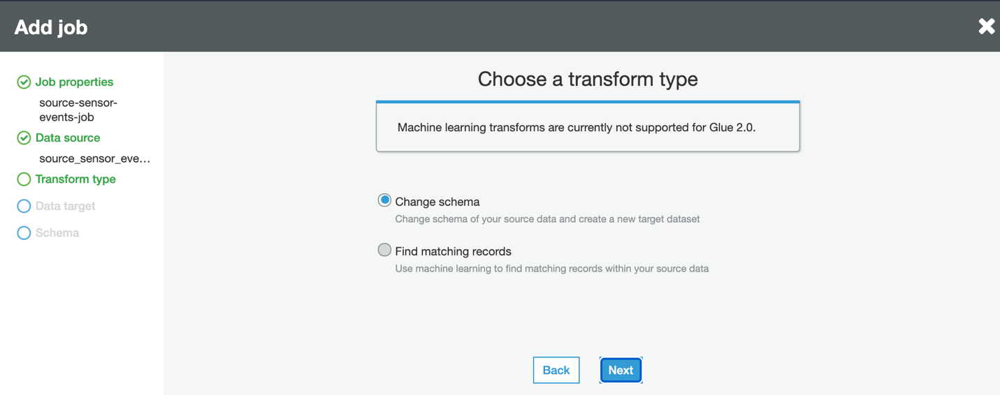 Add job
Job properties
source-sensor-
events-job
Data source
source_sensor_eve...
Transform type
Data target
Schema
Choose a transform type
Machine learning transforms are currently not supported for Glue 2.0.
Change schema
Change schema of your source data and create a new target dataset
Find matching records
Use machine learning to find matching records within your source data
Back
Next